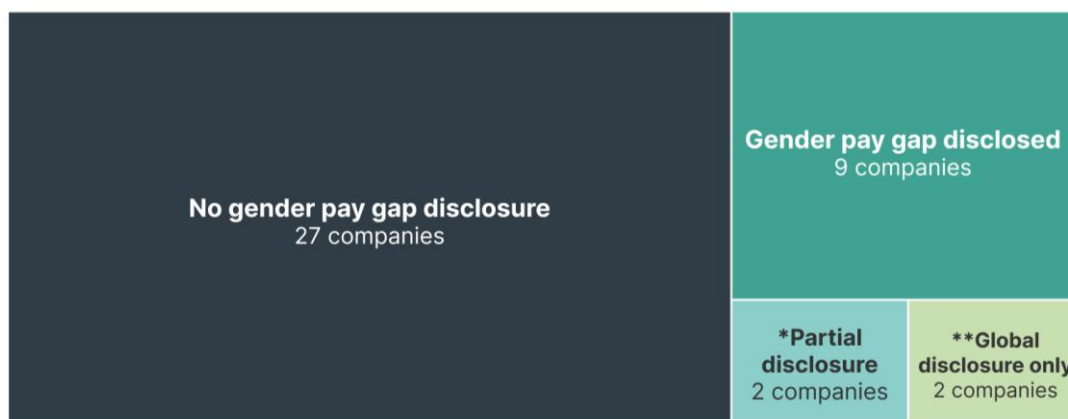 No gender pay gap disclosure
27 companies
Gender pay gap disclosed
9 companies
*Partial
disclosure
2 companies
**Global
disclosure only
2 companies